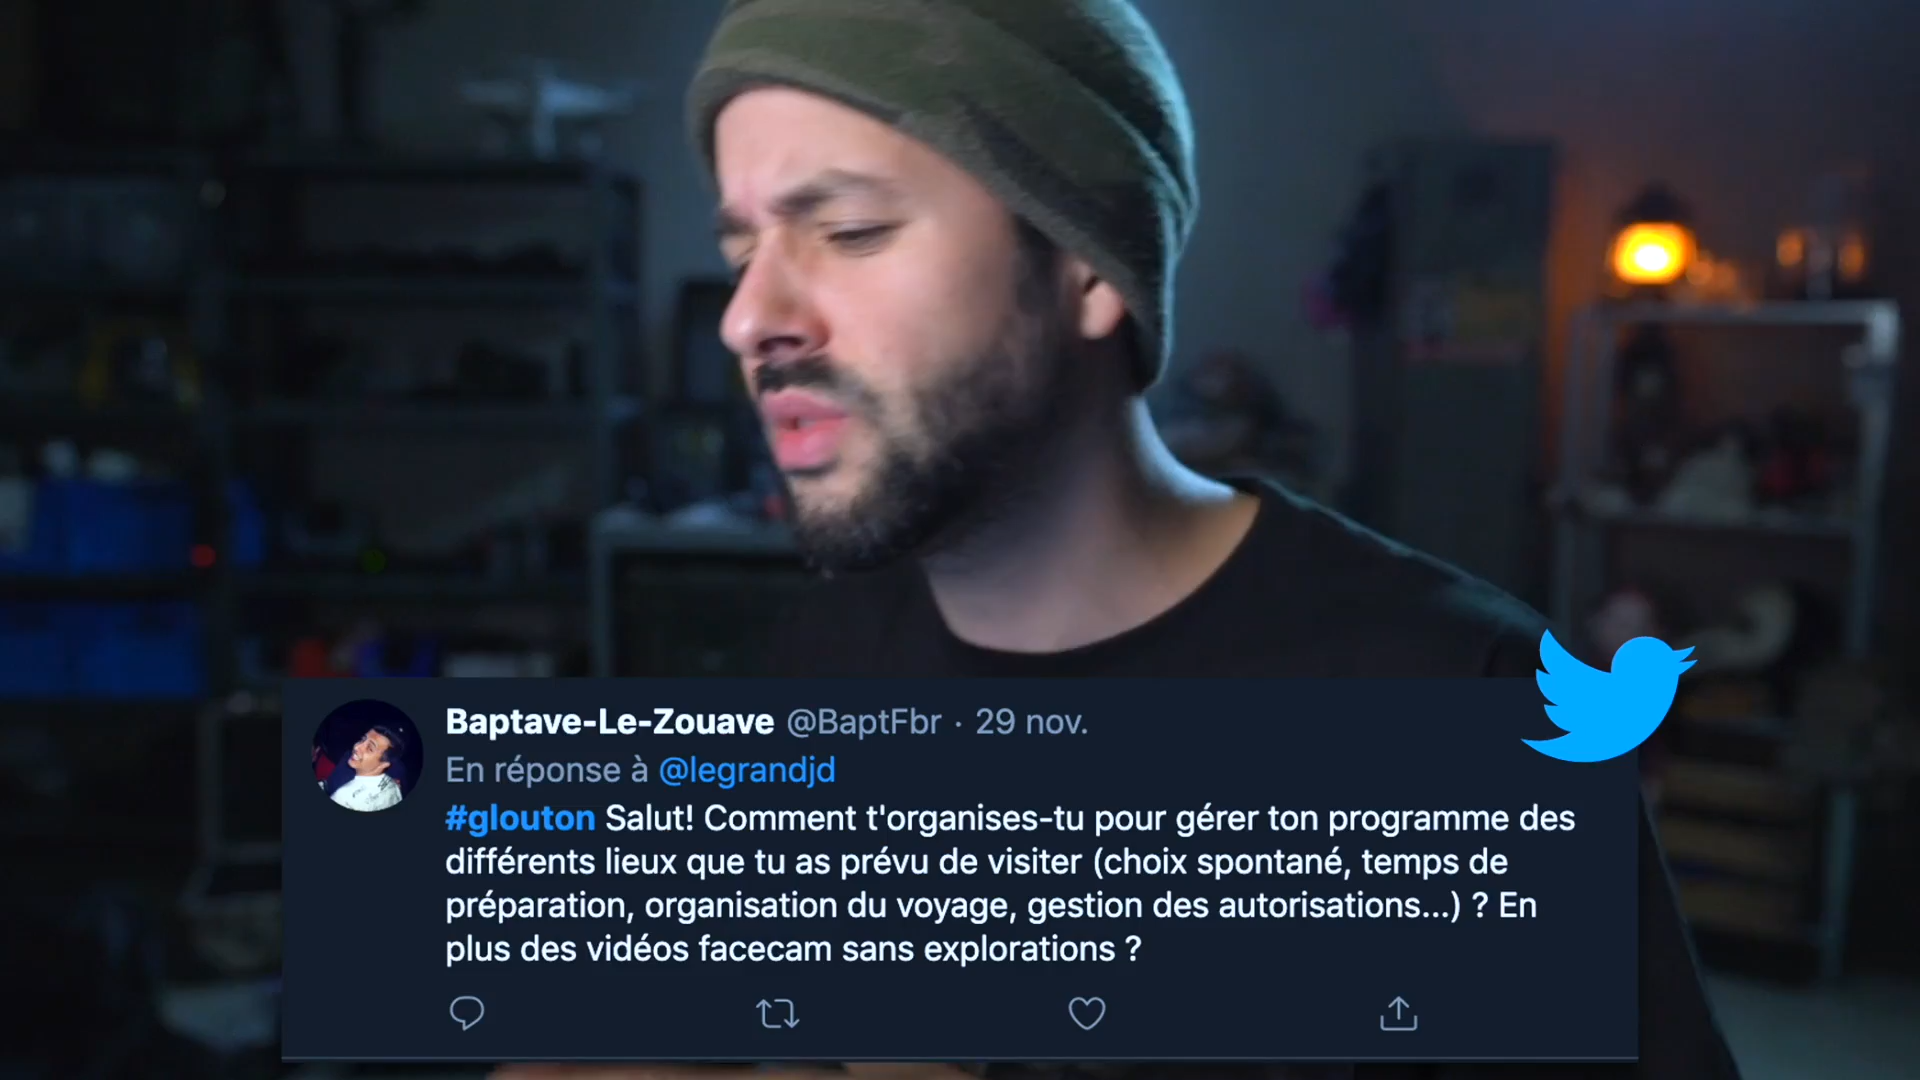 Baptave-Le-Zouave @BaptFbr · 29 nov.
En réponse à @legrandjd
#glouton Salut! Comment t'organises-tu pour gérer ton programme des
différents lieux que tu as prévu de visiter (choix spontané, temps de
préparation, organisation du voyage, gestion des autorisations...) ? En
plus des vidéos facecam sans explorations ?